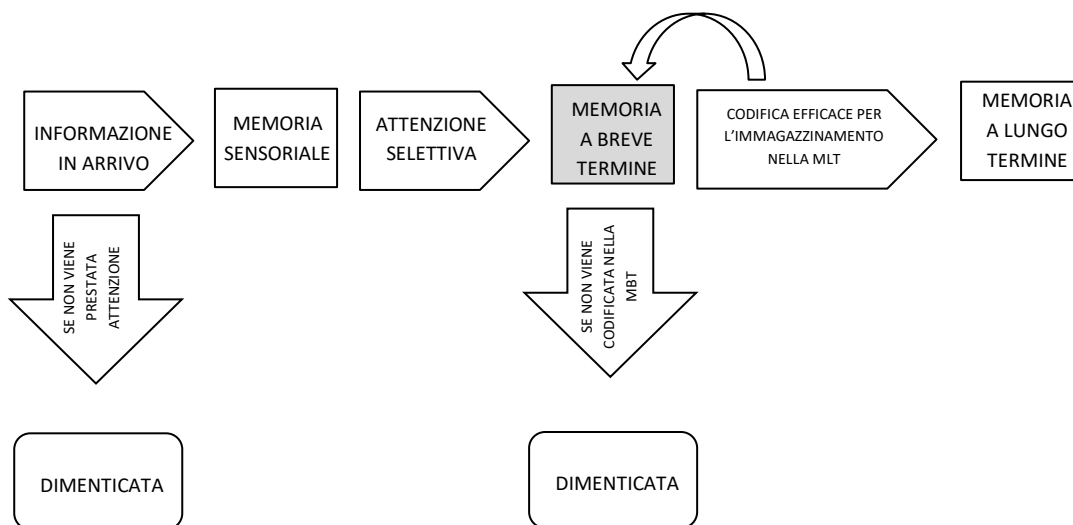 INFORMAZIONE
IN ARRIVO
MEMORIA
SENSORIALE
ATTENZIONE
SELETTIVA
MEMORIA
A BREVE
TERMINE
CODIFICA EFFICACE PER
L'IMMAGAZZINAMENTO
NELLA MLT
MEMORIA
A LUNGO
TERMINE
SE NON VIENE
PRESTATA
ATTENZIONE
SE NON VIENE
CODIFICATA NELLA
MBT
DIMENTICATA
DIMENTICATA